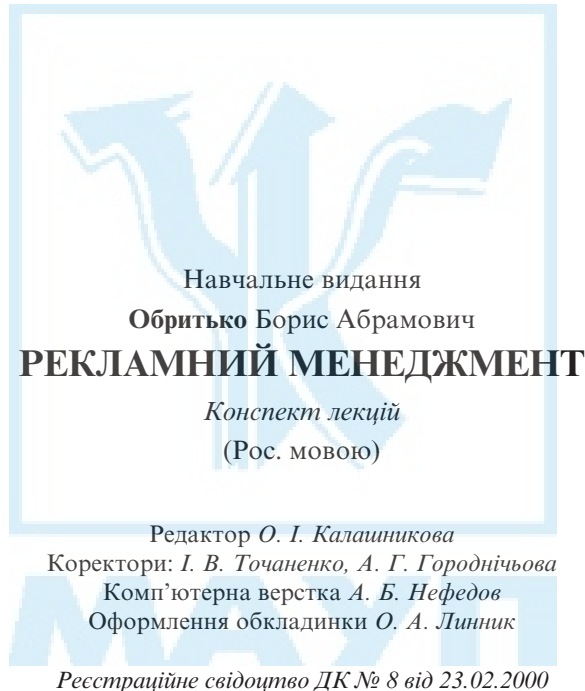 Навчальне видання
Обритько Борис Абрамович
РЕКЛАМНИЙ МЕНЕДЖМЕНТ
Конспект лекцій
(Рос. мовою)
Редактор О. І. Калашникова
Коректори: І. В. Точаненко, А. Г. Городнічьова
Комп’ютерна верстка А. Б. Нефедов
Оформлення обкладинки О. А. Линник
МАУП
Реєстраційне свідоцтво ДК № 8 від 23.02.2000